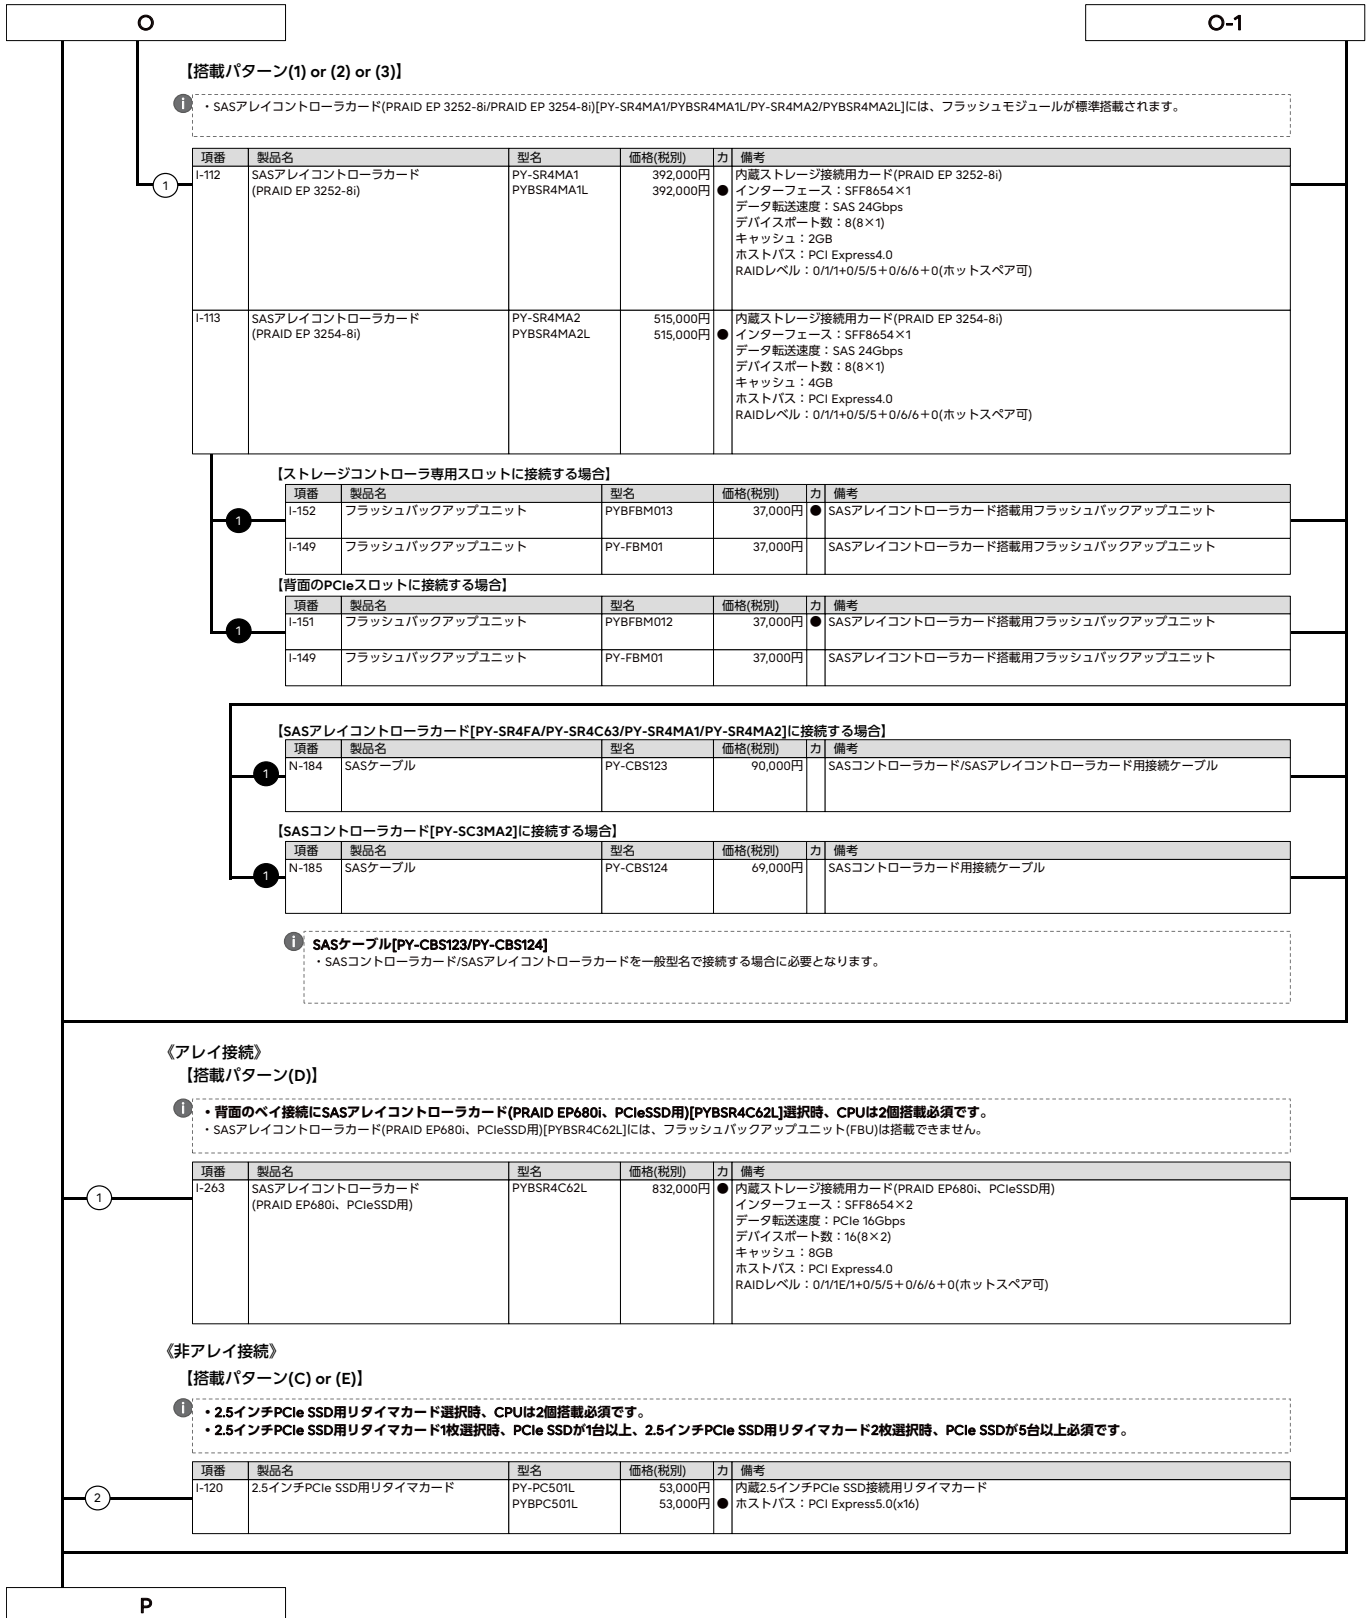 O
O-1
【搭載パターン(1) or (2) or (3)】
・SASアレイコントローラカード(PRAID EP 3252-8i/PRAID EP 3254-8i)[PY-SR4MA1/PYBSR4MA1L/PY-SR4MA2/PYBSR4MA2L]には、フラッシュモジュールが標準搭載されます。
項番 製品名 型名 価格(税別) カ 備考
1
I-112 SASアレイコントローラカード PY-SR4MA1 392,000円 内蔵ストレージ接続用カード(PRAID EP 3252-8i)
(PRAID EP 3252-8i) PYBSR4MA1L 392,000円 ● インターフェース：SFF8654×1
データ転送速度：SAS 24Gbps
デバイスポート数：8(8×1)
キャッシュ：2GB
ホストバス：PCI Express4.0
RAIDレベル：0/1/1+0/5/5＋0/6/6＋0(ホットスペア可)
I-113 SASアレイコントローラカード PY-SR4MA2 515,000円 内蔵ストレージ接続用カード(PRAID EP 3254-8i)
(PRAID EP 3254-8i) PYBSR4MA2L 515,000円 ● インターフェース：SFF8654×1
データ転送速度：SAS 24Gbps
デバイスポート数：8(8×1)
キャッシュ：4GB
ホストバス：PCI Express4.0
RAIDレベル：0/1/1+0/5/5＋0/6/6＋0(ホットスペア可)
【ストレージコントローラ専用スロットに接続する場合】
項番 製品名 型名 価格(税別) カ 備考
1
I-152 フラッシュバックアップユニット PYBFBM013 37,000円 ● SASアレイコントローラカード搭載用フラッシュバックアップユニット
I-149 フラッシュバックアップユニット PY-FBM01 37,000円 SASアレイコントローラカード搭載用フラッシュバックアップユニット
【背面のPCIeスロットに接続する場合】
項番 製品名 型名 価格(税別) カ 備考
1
I-151 フラッシュバックアップユニット PYBFBM012 37,000円 ● SASアレイコントローラカード搭載用フラッシュバックアップユニット
I-149 フラッシュバックアップユニット PY-FBM01 37,000円 SASアレイコントローラカード搭載用フラッシュバックアップユニット
【SASアレイコントローラカード[PY-SR4FA/PY-SR4C63/PY-SR4MA1/PY-SR4MA2]に接続する場合】
項番 製品名 型名 価格(税別) カ 備考
1
N-184 SASケーブル PY-CBS123 90,000円 SASコントローラカード/SASアレイコントローラカード用接続ケーブル
【SASコントローラカード[PY-SC3MA2]に接続する場合】
項番 製品名 型名 価格(税別) カ 備考
1
N-185 SASケーブル PY-CBS124 69,000円 SASコントローラカード用接続ケーブル
SASケーブル[PY-CBS123/PY-CBS124]
・SASコントローラカード/SASアレイコントローラカードを一般型名で接続する場合に必要となります。
《アレイ接続》
【搭載パターン(D)】
・背面のベイ接続にSASアレイコントローラカード(PRAID EP680i、PCIeSSD用)[PYBSR4C62L]選択時、CPUは2個搭載必須です。
・SASアレイコントローラカード(PRAID EP680i、PCIeSSD用)[PYBSR4C62L]には、フラッシュバックアップユニット(FBU)は搭載できません。
項番 製品名 型名 価格(税別) カ 備考
1
I-263 SASアレイコントローラカード PYBSR4C62L 832,000円 ● 内蔵ストレージ接続用カード(PRAID EP680i、PCIeSSD用)
(PRAID EP680i、PCIeSSD用) インターフェース：SFF8654×2
データ転送速度：PCIe 16Gbps
デバイスポート数：16(8×2)
キャッシュ：8GB
ホストバス：PCI Express4.0
RAIDレベル：0/1/1E/1+0/5/5＋0/6/6＋0(ホットスペア可)
《非アレイ接続》
【搭載パターン(C) or (E)】
・2.5インチPCIe SSD用リタイマカード選択時、CPUは2個搭載必須です。
・2.5インチPCIe SSD用リタイマカード1枚選択時、PCIe SSDが1台以上、2.5インチPCIe SSD用リタイマカード2枚選択時、PCIe SSDが5台以上必須です。
項番 製品名 型名 価格(税別) カ 備考
2
I-120 2.5インチPCIe SSD用リタイマカード PY-PC501L 53,000円 内蔵2.5インチPCIe SSD接続用リタイマカード
PYBPC501L 53,000円 ● ホストバス：PCI Express5.0(x16)
P